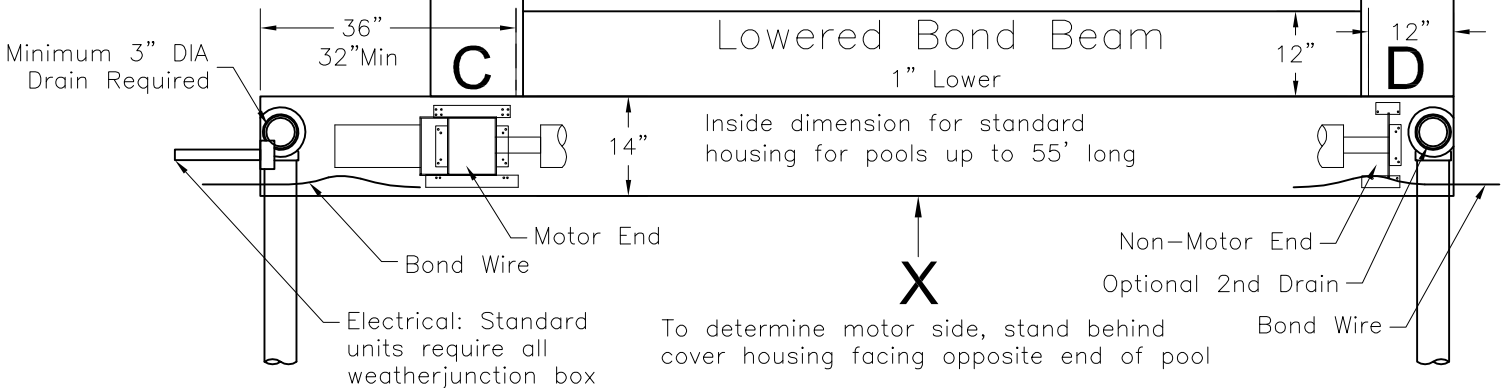 36”
32”Min
Minimum 3” DIA
Drain Required
C
Lowered Bond Beam
1” Lower
12”
12”
D
14”
Inside dimension for standard
housing for pools up to 55’ long
Motor End
Bond Wire
Electrical: Standard
units require all
weatherjunction box
X
To determine motor side, stand behind
cover housing facing opposite end of pool
Non–Motor End
Optional 2nd Drain
Bond Wire